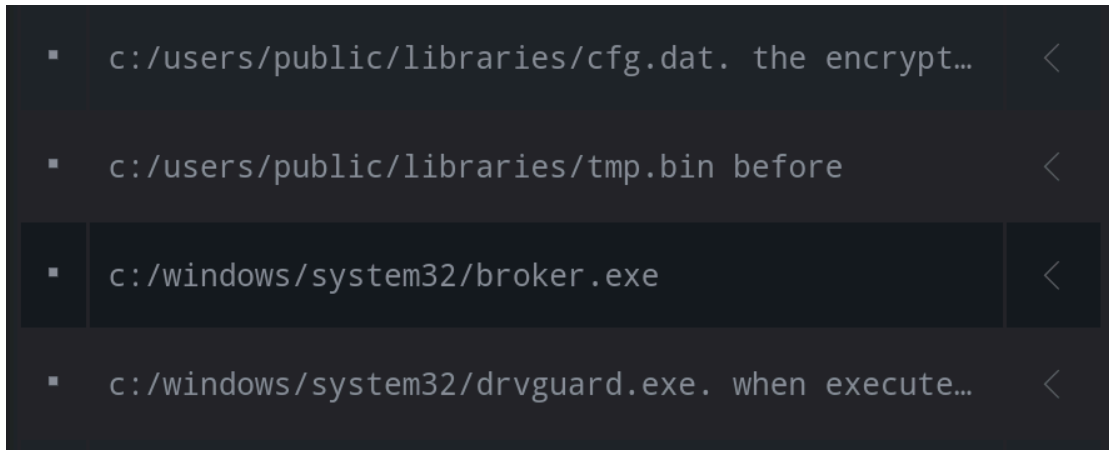 c:/users/public/libraries/cfg.dat. the encrypt…
c:/users/public/libraries/tmp.bin before
c:/windows/system32/broker.exe
c:/windows/system32/drvguard.exe. when execute…